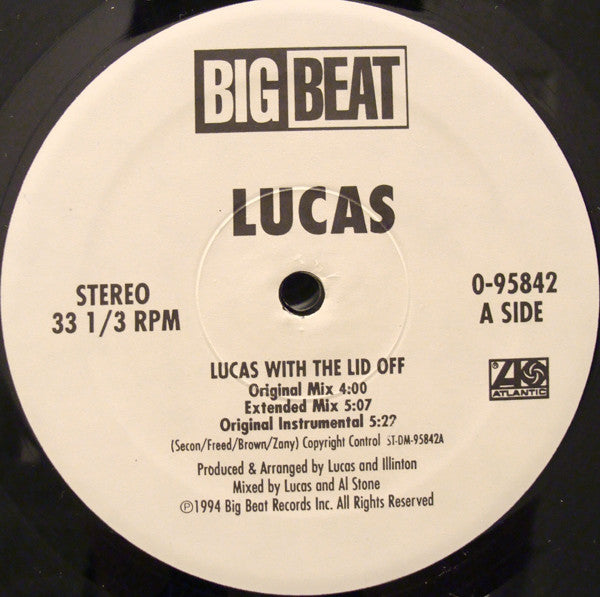 BIG BEAT
LUCAS
STEREO
33 1/3 RPM
0-95842
A SIDE
LUCAS WITH THE LID OFF
Original Mix 4:00
Extended Mix 5:07
Original Instrumental 5:22
(Secon/Freed/Brown/Zany) Copyright Control ST-DM-95842A
ATLANTIC
Produced & Arranged by Lucas and Illinton
Mixed by Lucas and Al Stone
℗1994 Big Beat Records Inc. All Rights Reserved